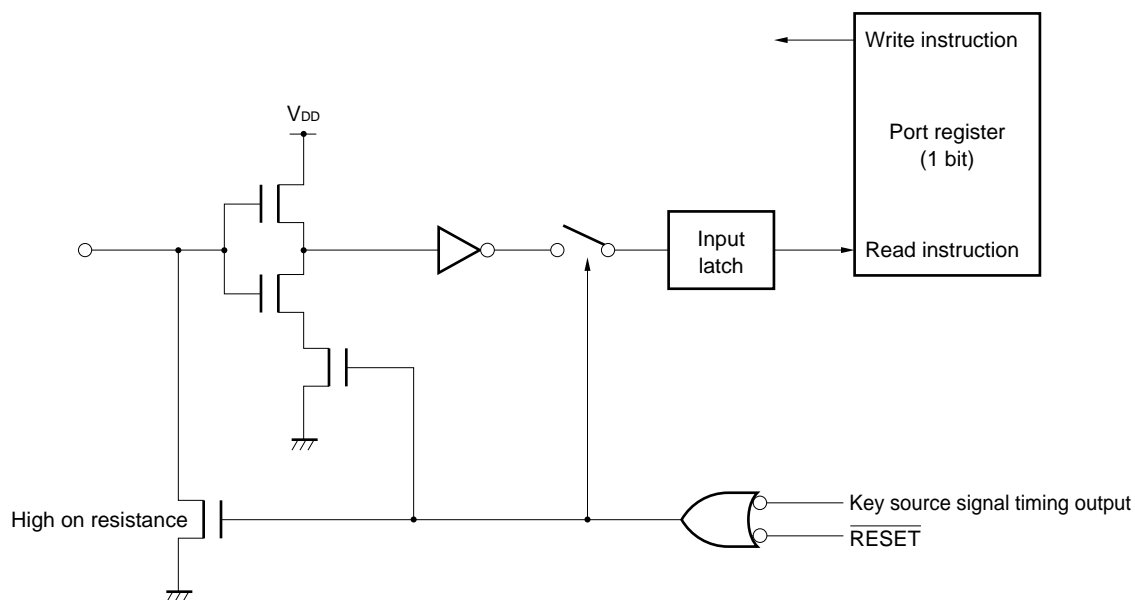 Write instruction
VDD
Port register
(1 bit)
Input
latch
Read instruction
High on resistance
Key source signal timing output
RESET